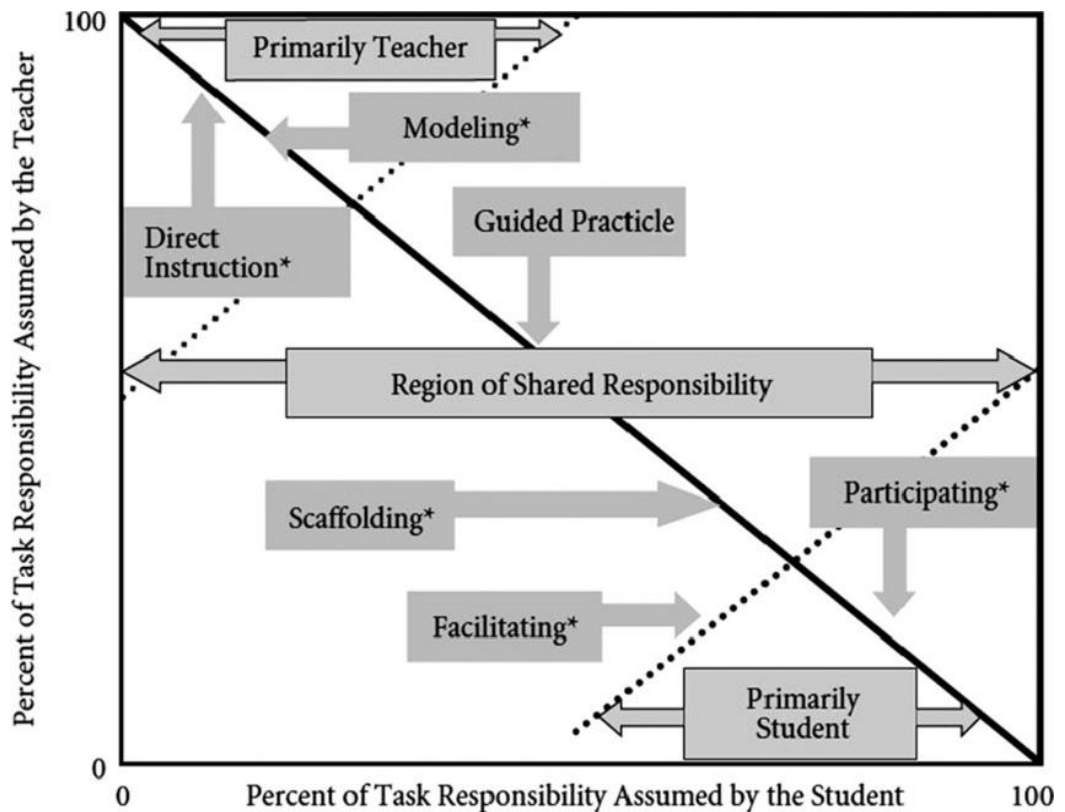 Percent of Task Responsibility Assumed by the Teacher
100
Primarily Teacher
Modeling*
Guided Practicle
Direct
Instruction*
Region of Shared Responsibility
Participating*
Scaffolding*
Facilitating*
Primarily
Student
0
0
Percent of Task Responsibility Assumed by the Student
100